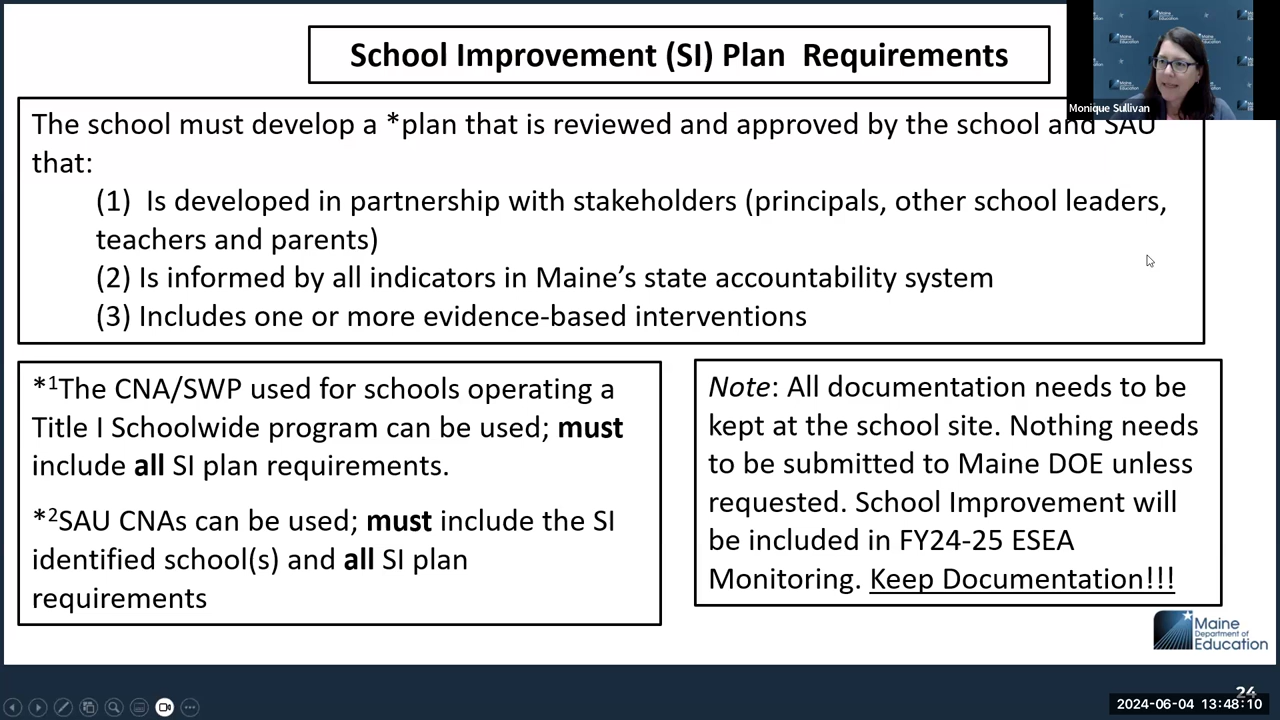 School Improvement (SI) Plan  Requirements
Monique Sullivan
The school must develop a *plan that is reviewed and approved by the school and SAU
that:
(1)  Is developed in partnership with stakeholders (principals, other school leaders,
teachers and parents)
(2) Is informed by all indicators in Maine’s state accountability system
(3) Includes one or more evidence-based interventions
*¹The CNA/SWP used for schools operating a
Title I Schoolwide program can be used; must
include all SI plan requirements.
*²SAU CNAs can be used; must include the SI
identified school(s) and all SI plan
requirements
Note: All documentation needs to be
kept at the school site. Nothing needs
to be submitted to Maine DOE unless
requested. School Improvement will
be included in FY24-25 ESEA
Monitoring. Keep Documentation!!!
Maine
Department of
Education
24
2024-06-04 13:48:10